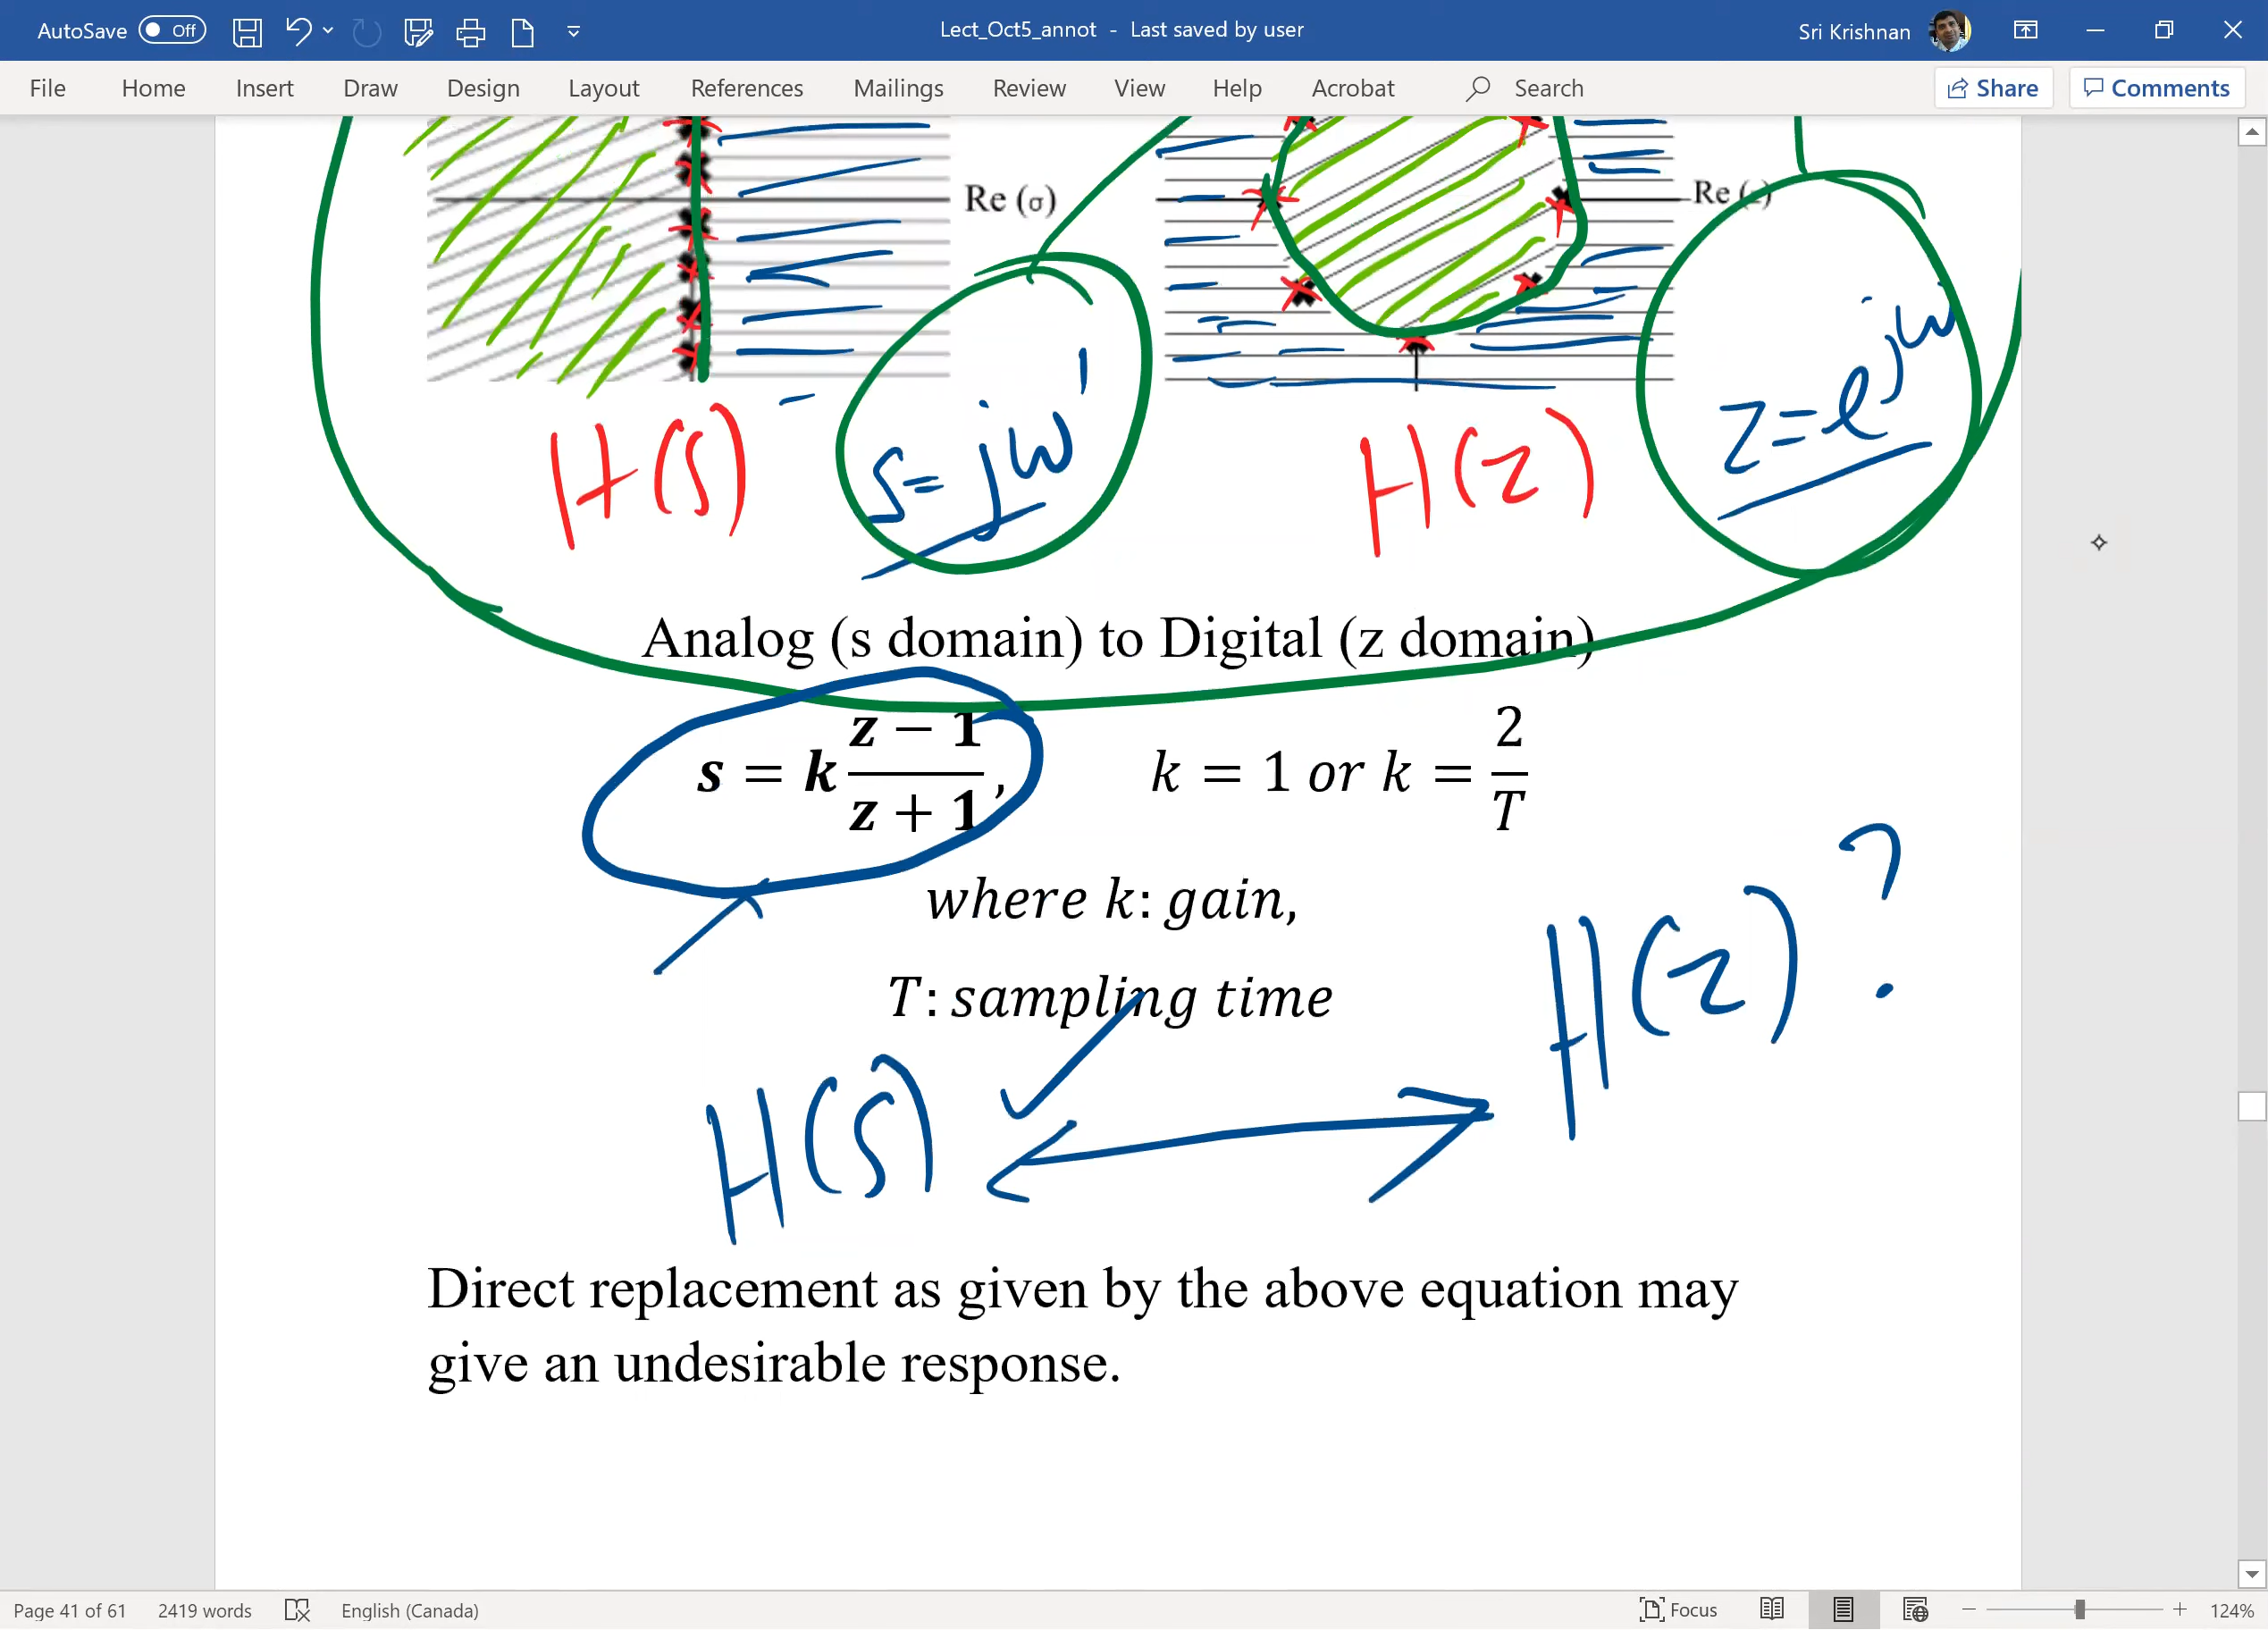 AutoSave Off Lect_Oct5_annot - Last saved by user Sri Krishnan
File Home Insert Draw Design Layout References Mailings Review View Help Acrobat Search Share Comments
Re (σ)
H(s) s = jω' H(z) z = e^{jω}
Analog (s domain) to Digital (z domain)
s = k \frac{z − 1}{z + 1}, k = 1 or k = \frac{2}{T}
where k: gain,
T: sampling time
H(s) H(z) ?
Direct replacement as given by the above equation may
give an undesirable response.
Page 41 of 61 2419 words English (Canada) Focus 124%